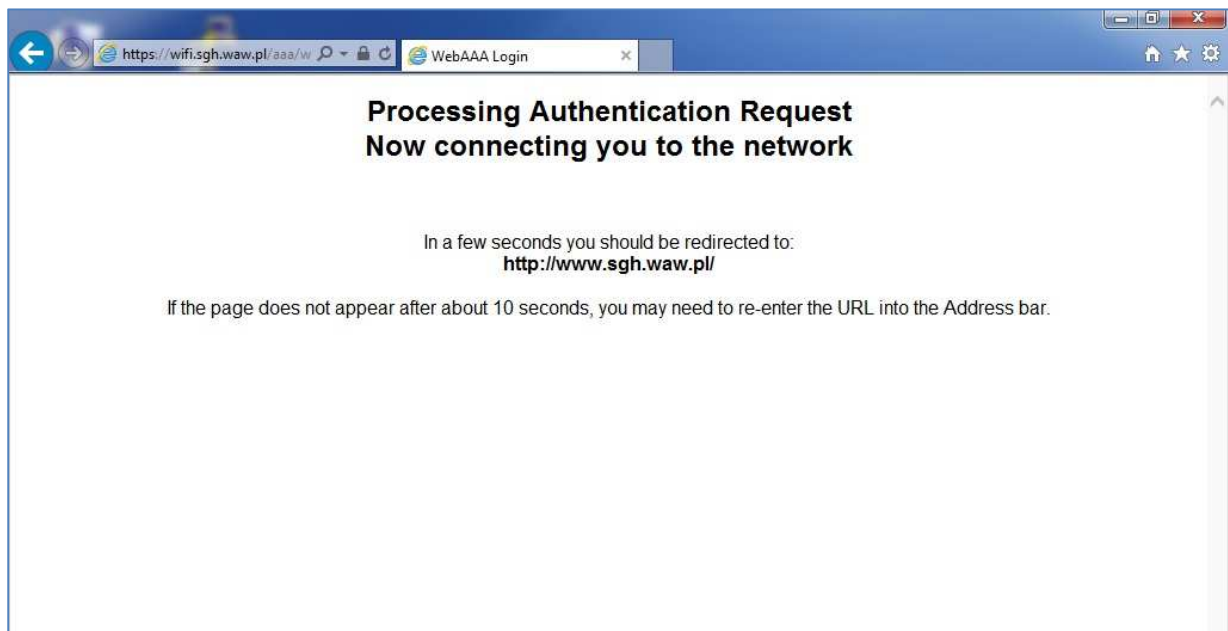 https://wifi.sgh.waw.pl/aaa/w
WebAAA Login
Processing Authentication Request
Now connecting you to the network
In a few seconds you should be redirected to:
http://www.sgh.waw.pl/
If the page does not appear after about 10 seconds, you may need to re-enter the URL into the Address bar.